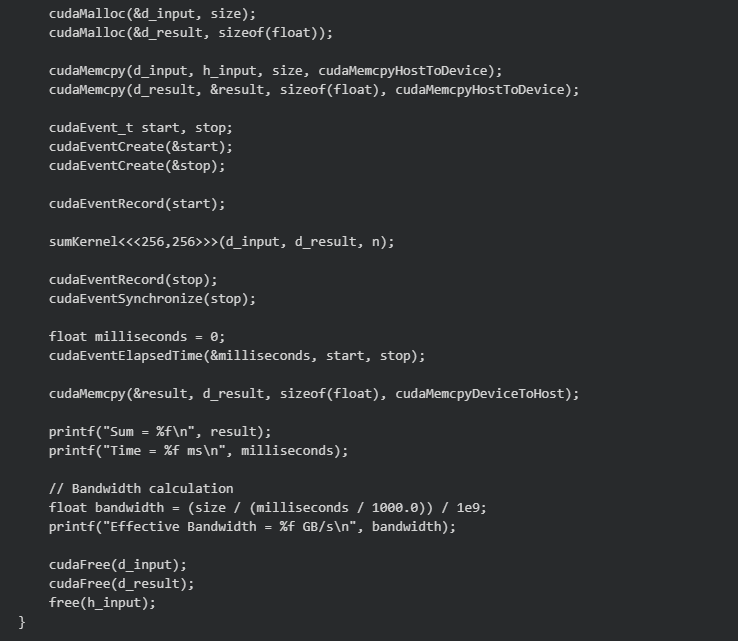 cudaMalloc(&d_input, size);
cudaMalloc(&d_result, sizeof(float));
cudaMemcpy(d_input, h_input, size, cudaMemcpyHostToDevice);
cudaMemcpy(d_result, &result, sizeof(float), cudaMemcpyHostToDevice);
cudaEvent_t start, stop;
cudaEventCreate(&start);
cudaEventCreate(&stop);
cudaEventRecord(start);
sumKernel<<<256,256>>>(d_input, d_result, n);
cudaEventRecord(stop);
cudaEventSynchronize(stop);
float milliseconds = 0;
cudaEventElapsedTime(&milliseconds, start, stop);
cudaMemcpy(&result, d_result, sizeof(float), cudaMemcpyDeviceToHost);
printf("Sum = %f\n", result);
printf("Time = %f ms\n", milliseconds);
// Bandwidth calculation
float bandwidth = (size / (milliseconds / 1000.0)) / 1e9;
printf("Effective Bandwidth = %f GB/s\n", bandwidth);
cudaFree(d_input);
cudaFree(d_result);
free(h_input);
}